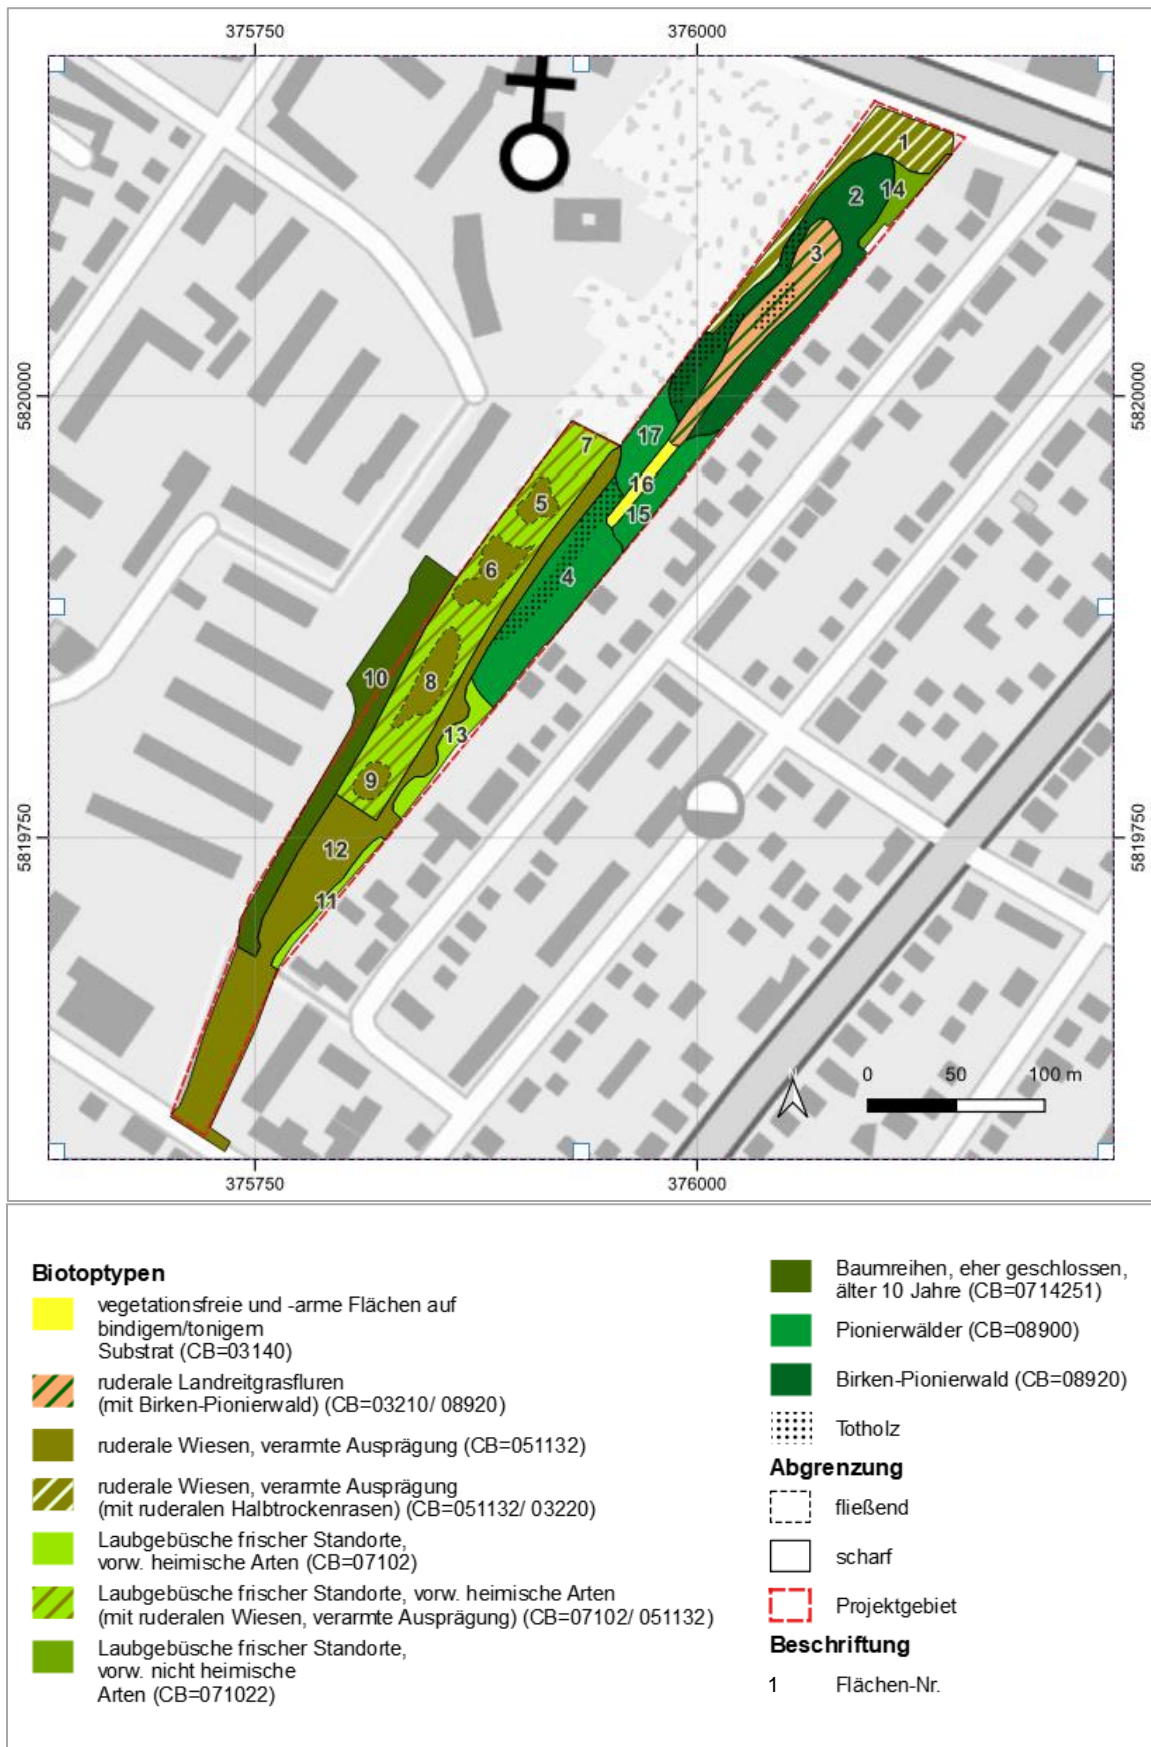 375750
376000
1
14
2
3
5820000
5820000
17
7
16
5
15
6
4
10
8
13
9
5819750
5819750
12
11
N
0
50
100 m
375750
376000
Biotoptypen
vegetationsfreie und -arme Flächen auf
bindigem/tonigem
Substrat (CB=03140)
ruderale Landreitgrasfluren
(mit Birken-Pionierwald) (CB=03210/ 08920)
ruderale Wiesen, verarmte Ausprägung (CB=051132)
ruderale Wiesen, verarmte Ausprägung
(mit ruderalen Halbtrockenrasen) (CB=051132/ 03220)
Laubgebüsche frischer Standorte,
vorw. heimische Arten (CB=07102)
Laubgebüsche frischer Standorte, vorw. heimische Arten
(mit ruderalen Wiesen, verarmte Ausprägung) (CB=07102/ 051132)
Laubgebüsche frischer Standorte,
vorw. nicht heimische
Arten (CB=071022)
Baumreihen, eher geschlossen,
älter 10 Jahre (CB=0714251)
Pionierwälder (CB=08900)
Birken-Pionierwald (CB=08920)
Totholz
Abgrenzung
fließend
scharf
Projektgebiet
Beschriftung
1
Flächen-Nr.